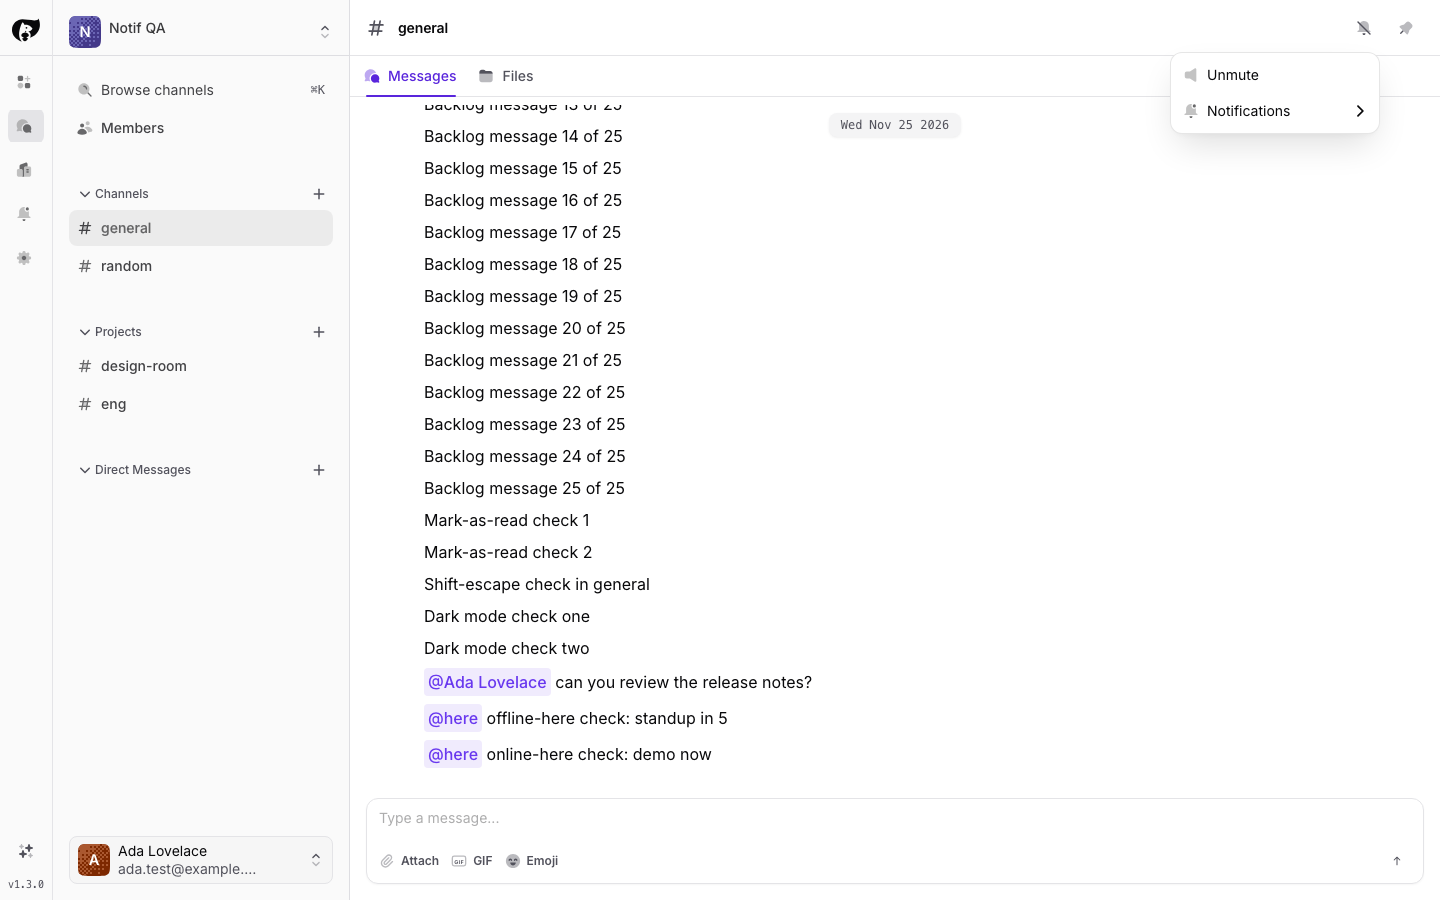 N
Notif QA
Browse channels
⌘K
Members
Channels
# general
# random
Projects
# design-room
# eng
Direct Messages
A
Ada Lovelace
ada.test@example....
v1.3.0
# general
Messages
Files
Unmute
Notifications
Wed Nov 25 2026
Backlog message 13 of 25
Backlog message 14 of 25
Backlog message 15 of 25
Backlog message 16 of 25
Backlog message 17 of 25
Backlog message 18 of 25
Backlog message 19 of 25
Backlog message 20 of 25
Backlog message 21 of 25
Backlog message 22 of 25
Backlog message 23 of 25
Backlog message 24 of 25
Backlog message 25 of 25
Mark-as-read check 1
Mark-as-read check 2
Shift-escape check in general
Dark mode check one
Dark mode check two
@Ada Lovelace can you review the release notes?
@here offline-here check: standup in 5
@here online-here check: demo now
Type a message...
Attach
GIF GIF
Emoji